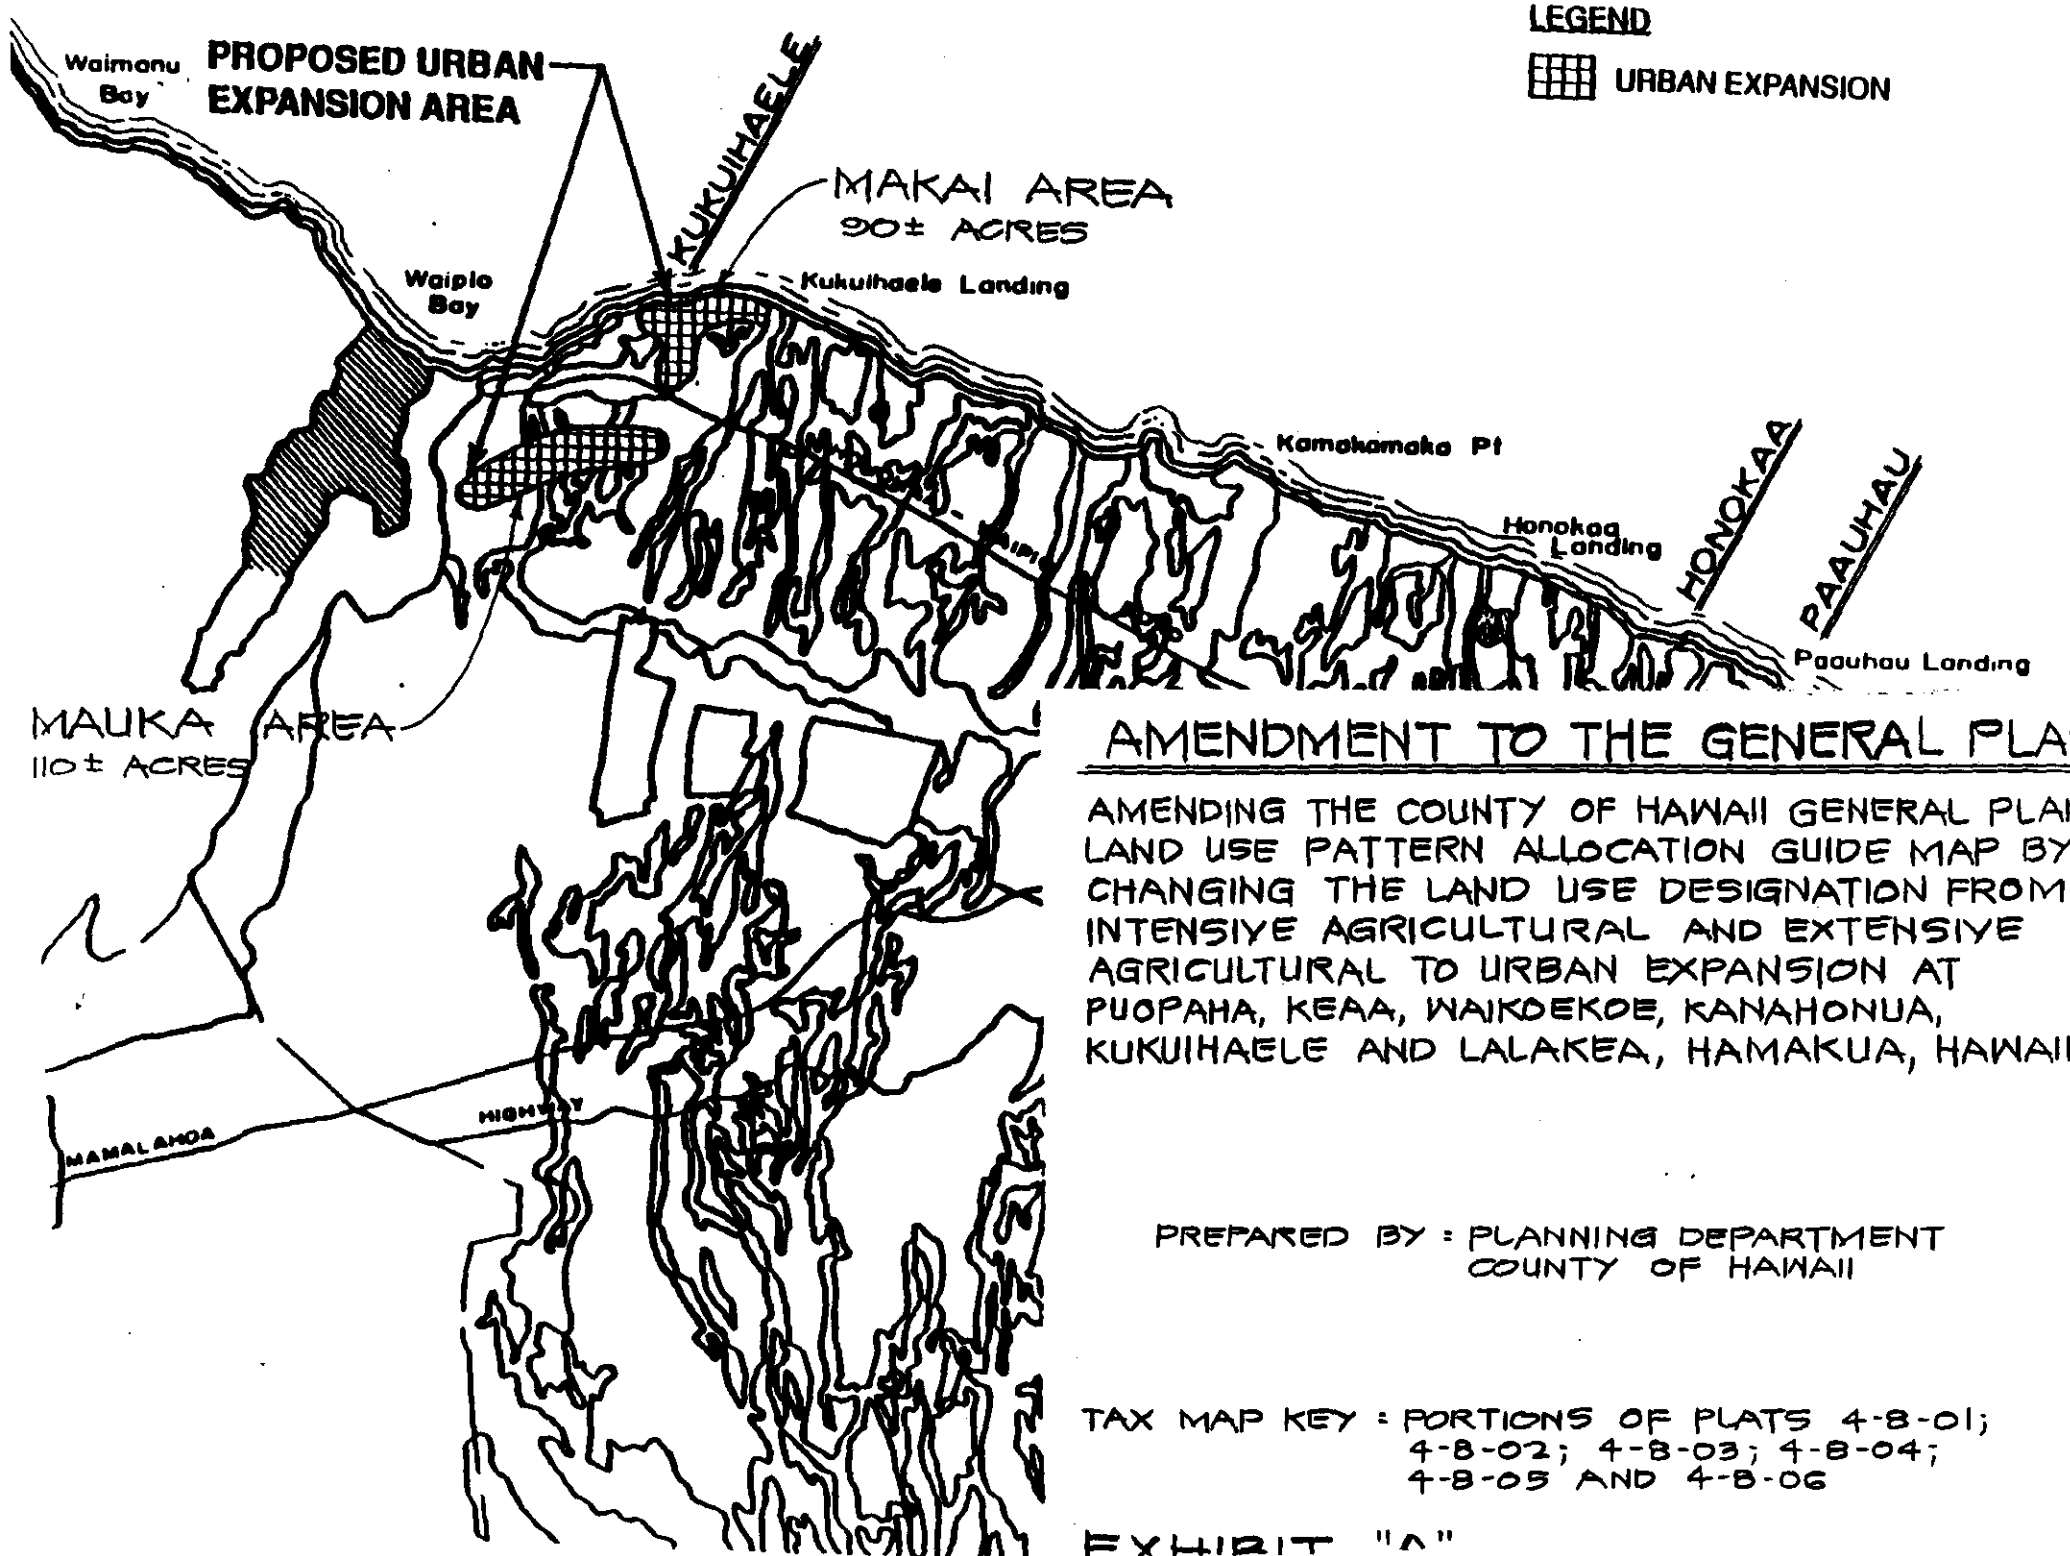 LEGEND
URBAN EXPANSION
Waimanu
Bay
PROPOSED URBAN
EXPANSION AREA
KUKUIHAELE
MAKAI AREA
90± ACRES
Waipio
Bay
Kukuihaele Landing
Kamokamoko Pt
HONOKAA
PAAUHAU
Honokaa
Landing
Paauhau Landing
MAUKA AREA
110± ACRES
MAMALAHOA
HIGHWAY
AMENDMENT TO THE GENERAL PLA
AMENDING THE COUNTY OF HAWAII GENERAL PLAN
LAND USE PATTERN ALLOCATION GUIDE MAP BY
CHANGING THE LAND USE DESIGNATION FROM
INTENSIVE AGRICULTURAL AND EXTENSIVE
AGRICULTURAL TO URBAN EXPANSION AT
PUOPAHA, KEAA, WAIKOEKOE, KANAHONUA,
KUKUIHAELE AND LALAKEA, HAMAKUA, HAWAII
PREPARED BY : PLANNING DEPARTMENT
COUNTY OF HAWAII
TAX MAP KEY : PORTIONS OF PLATS 4-8-01;
4-8-02; 4-8-03; 4-8-04;
4-8-05 AND 4-8-06
EXHIBIT "A"